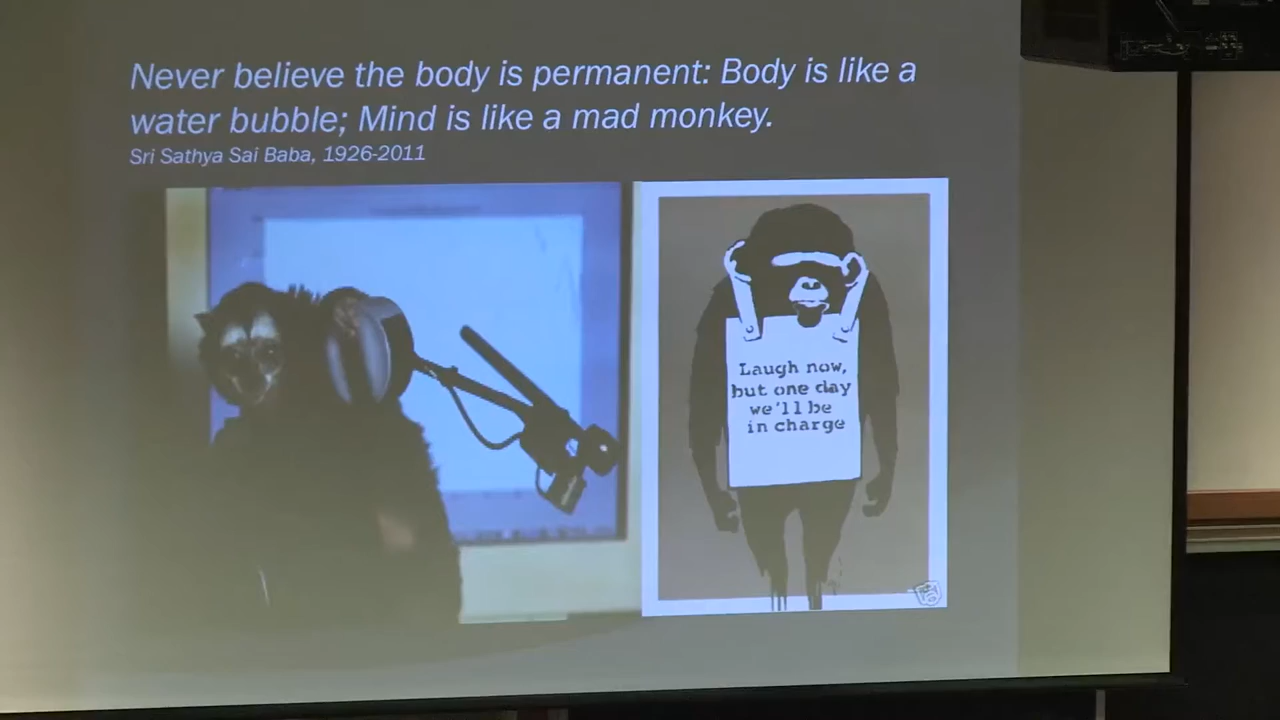 Never believe the body is permanent: Body is like a
water bubble; Mind is like a mad monkey.
Sri Sathya Sai Baba, 1926-2011
Laugh now,
but one day
we'll be
in charge